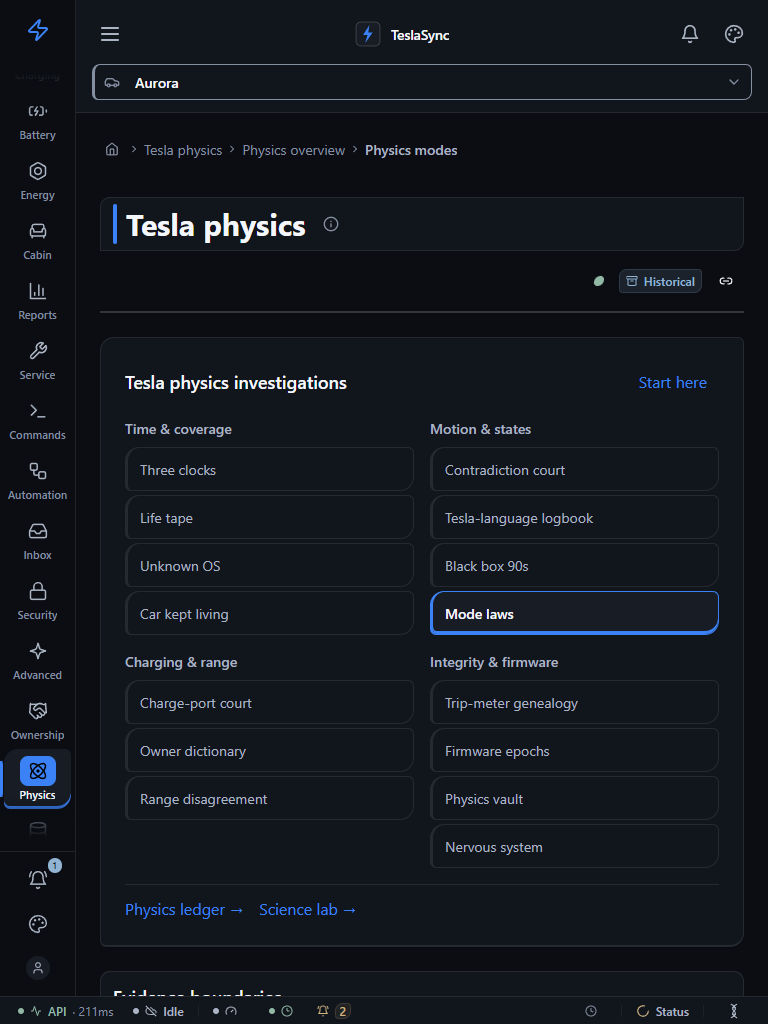 TeslaSync
Aurora
Charging
Battery
Energy
Cabin
Reports
Service
Commands
Automation
Inbox
Security
Advanced
Ownership
Physics
1
Tesla physics > Physics overview > Physics modes
Tesla physics
Historical
Tesla physics investigations
Start here
Time & coverage
Three clocks
Life tape
Unknown OS
Car kept living
Motion & states
Contradiction court
Tesla-language logbook
Black box 90s
Mode laws
Charging & range
Charge-port court
Owner dictionary
Range disagreement
Integrity & firmware
Trip-meter genealogy
Firmware epochs
Physics vault
Nervous system
Physics ledger → Science lab →
Evidence boundaries
API · 211ms Idle 2 Status